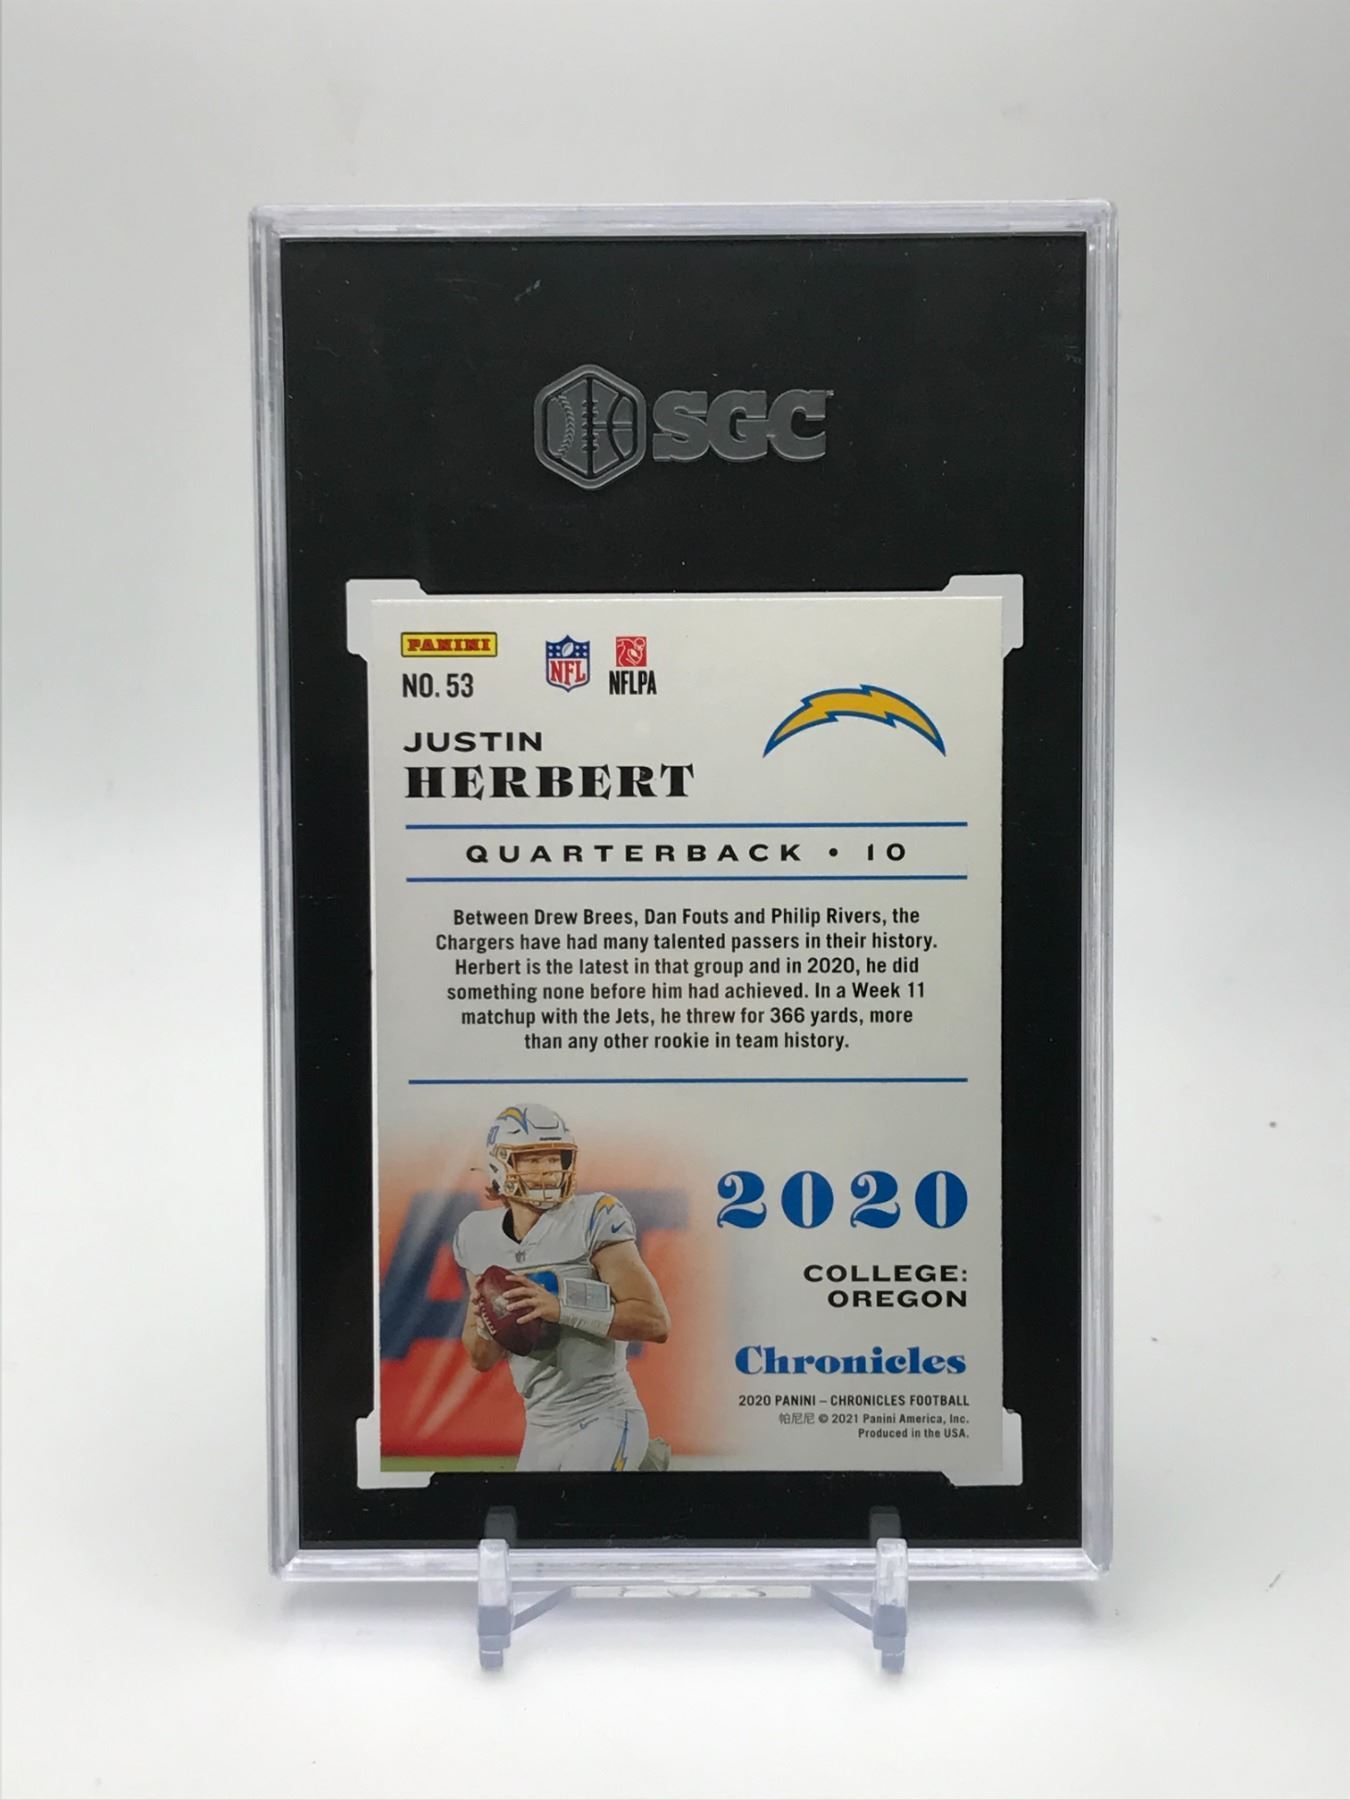 SGC
PANINI
NFL
NFLPA
NO. 53
JUSTIN
HERBERT
QUARTERBACK • 10
Between Drew Brees, Dan Fouts and Philip Rivers, the
Chargers have had many talented passers in their history.
Herbert is the latest in that group and in 2020, he did
something none before him had achieved. In a Week 11
matchup with the Jets, he threw for 366 yards, more
than any other rookie in team history.
AT
2020
COLLEGE:
OREGON
Chronicles
2020 PANINI – CHRONICLES FOOTBALL
帕尼尼 © 2021 Panini America, Inc.
Produced in the USA.